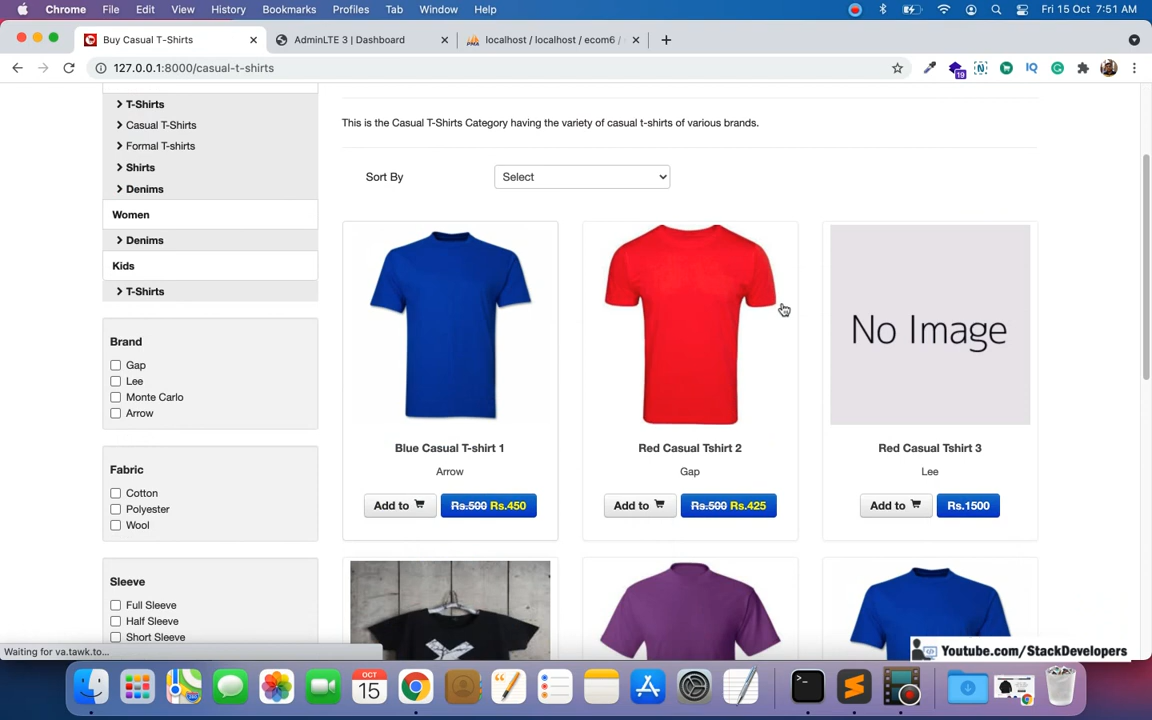 Chrome File Edit View History Bookmarks Profiles Tab Window Help Fri 15 Oct 7:51 AM
Buy Casual T-Shirts AdminLTE 3 | Dashboard localhost / localhost / ecom6 /
127.0.0.1:8000/casual-t-shirts
19
T-Shirts
Casual T-Shirts
Formal T-shirts
Shirts
Denims
Women
Denims
Kids
T-Shirts
Brand
Gap
Lee
Monte Carlo
Arrow
Fabric
Cotton
Polyester
Wool
Sleeve
Full Sleeve
Half Sleeve
Short Sleeve
This is the Casual T-Shirts Category having the variety of casual t-shirts of various brands.
Sort By Select
No Image
Blue Casual T-shirt 1 Red Casual Tshirt 2 Red Casual Tshirt 3
Arrow Gap Lee
Add to Rs.500 Rs.450 Add to Rs.500 Rs.425 Add to Rs.1500
Waiting for va.tawk.to...
Youtube.com/StackDevelopers
OCT
15